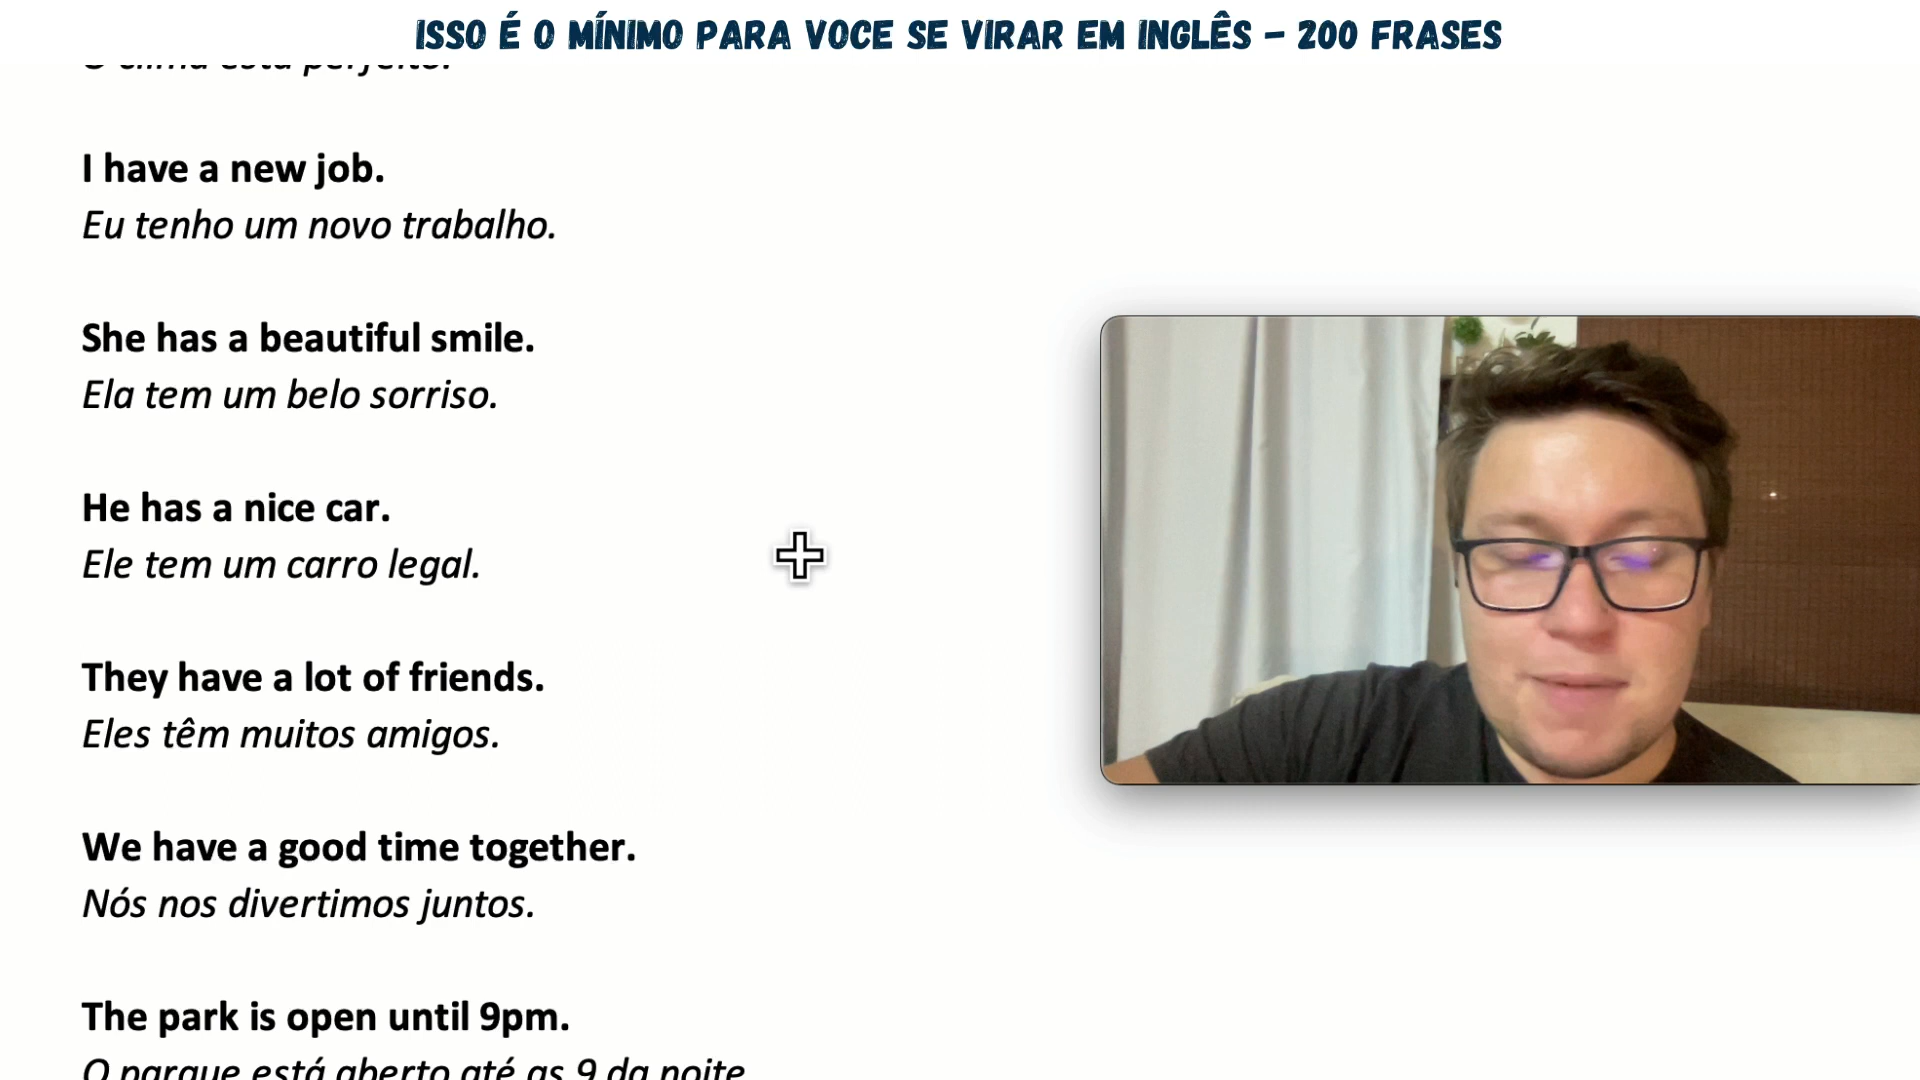 ISSO É O MÍNIMO PARA VOCE SE VIRAR EM INGLÊS – 200 FRASES
O clima está perfeito.
I have a new job.
Eu tenho um novo trabalho.
She has a beautiful smile.
Ela tem um belo sorriso.
He has a nice car.
Ele tem um carro legal.
They have a lot of friends.
Eles têm muitos amigos.
We have a good time together.
Nós nos divertimos juntos.
The park is open until 9pm.
O parque está aberto até as 9 da noite